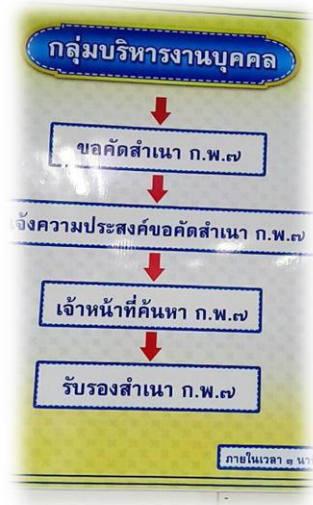 กลุ่มบริหารงานบุคคล
ขอคัดสำเนา ก.พ.๗
แจ้งความประสงค์ขอคัดสำเนา ก.พ.๗
เจ้าหน้าที่ค้นหา ก.พ.๗
รับรองสำเนา ก.พ.๗
ภายในเวลา